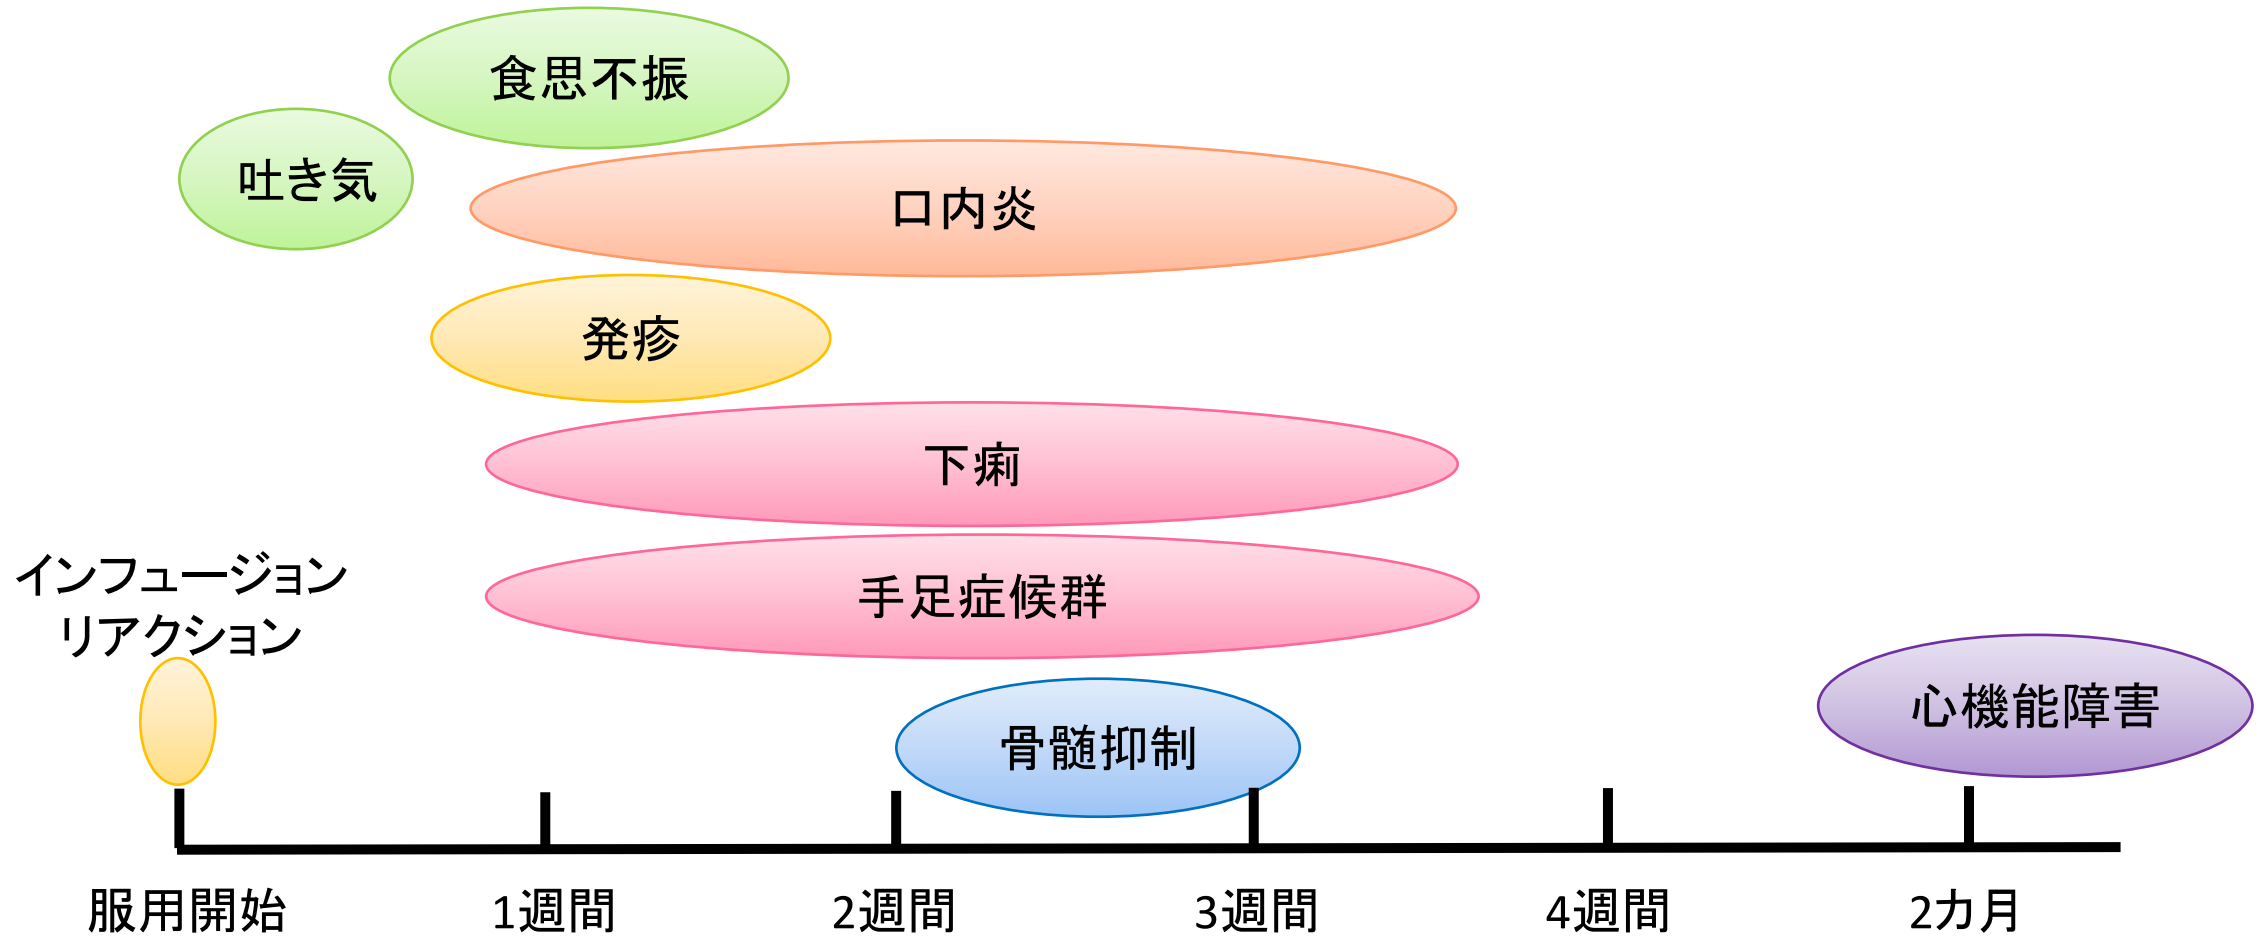 食思不振
吐き気
口内炎
発疹
下痢
手足症候群
インフュージョン
リアクション
骨髄抑制
心機能障害
服用開始
1週間
2週間
3週間
4週間
2カ月